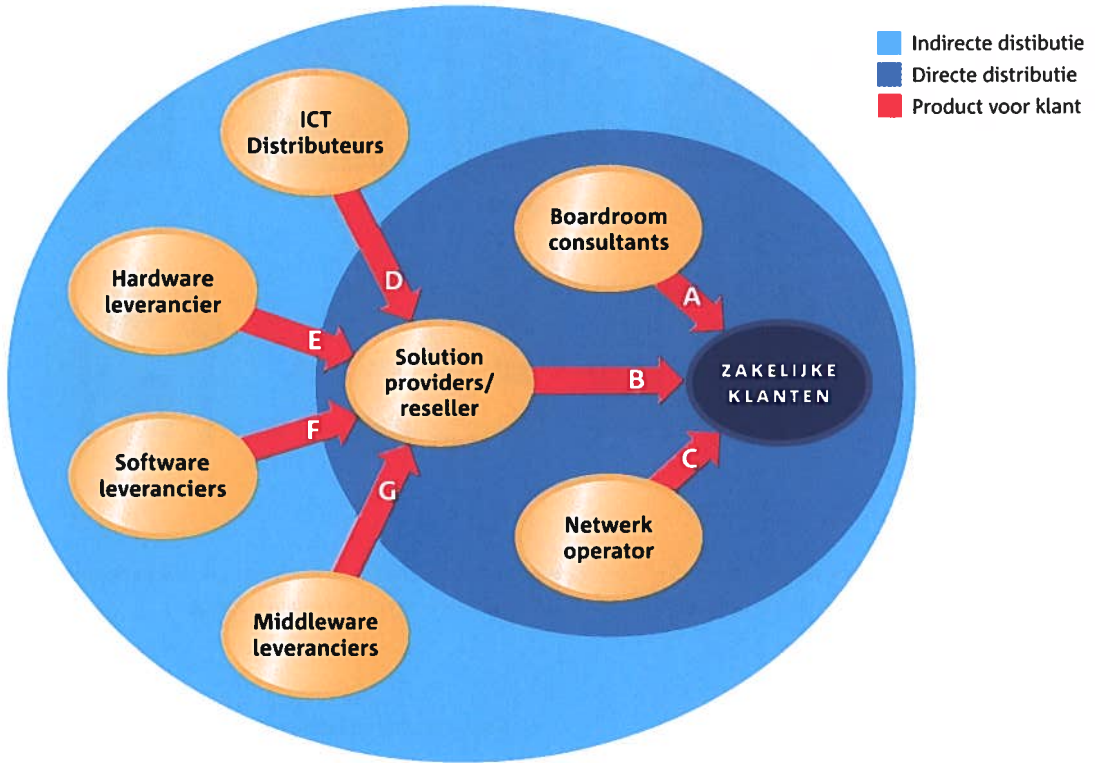 Indirecte distibutie
Directe distributie
Product voor klant
ICT
Distributeurs
D
Hardware
leverancier
E
Software
leveranciers
F
Middleware
leveranciers
G
Solution
providers/
reseller
B
Boardroom
consultants
A
Netwerk
operator
C
ZAKELIJKE
KLANTEN